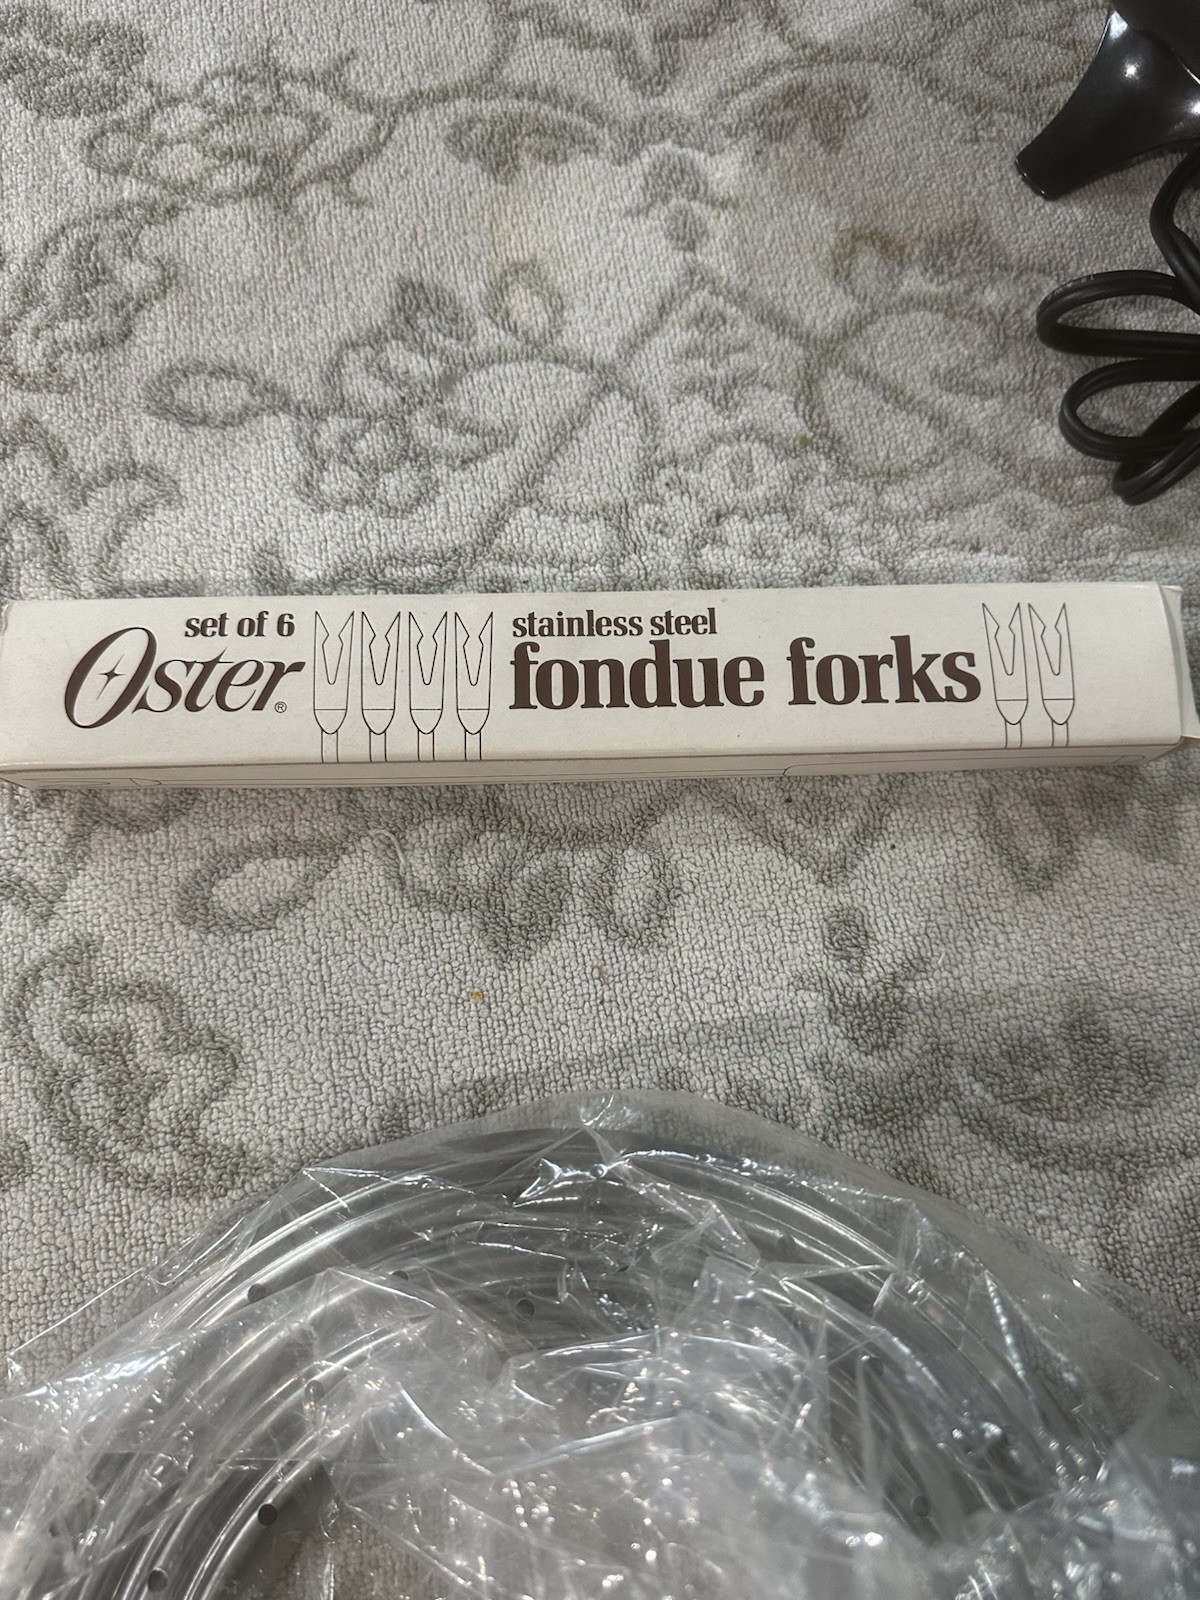 set of 6
Oster®
stainless steel
fondue forks